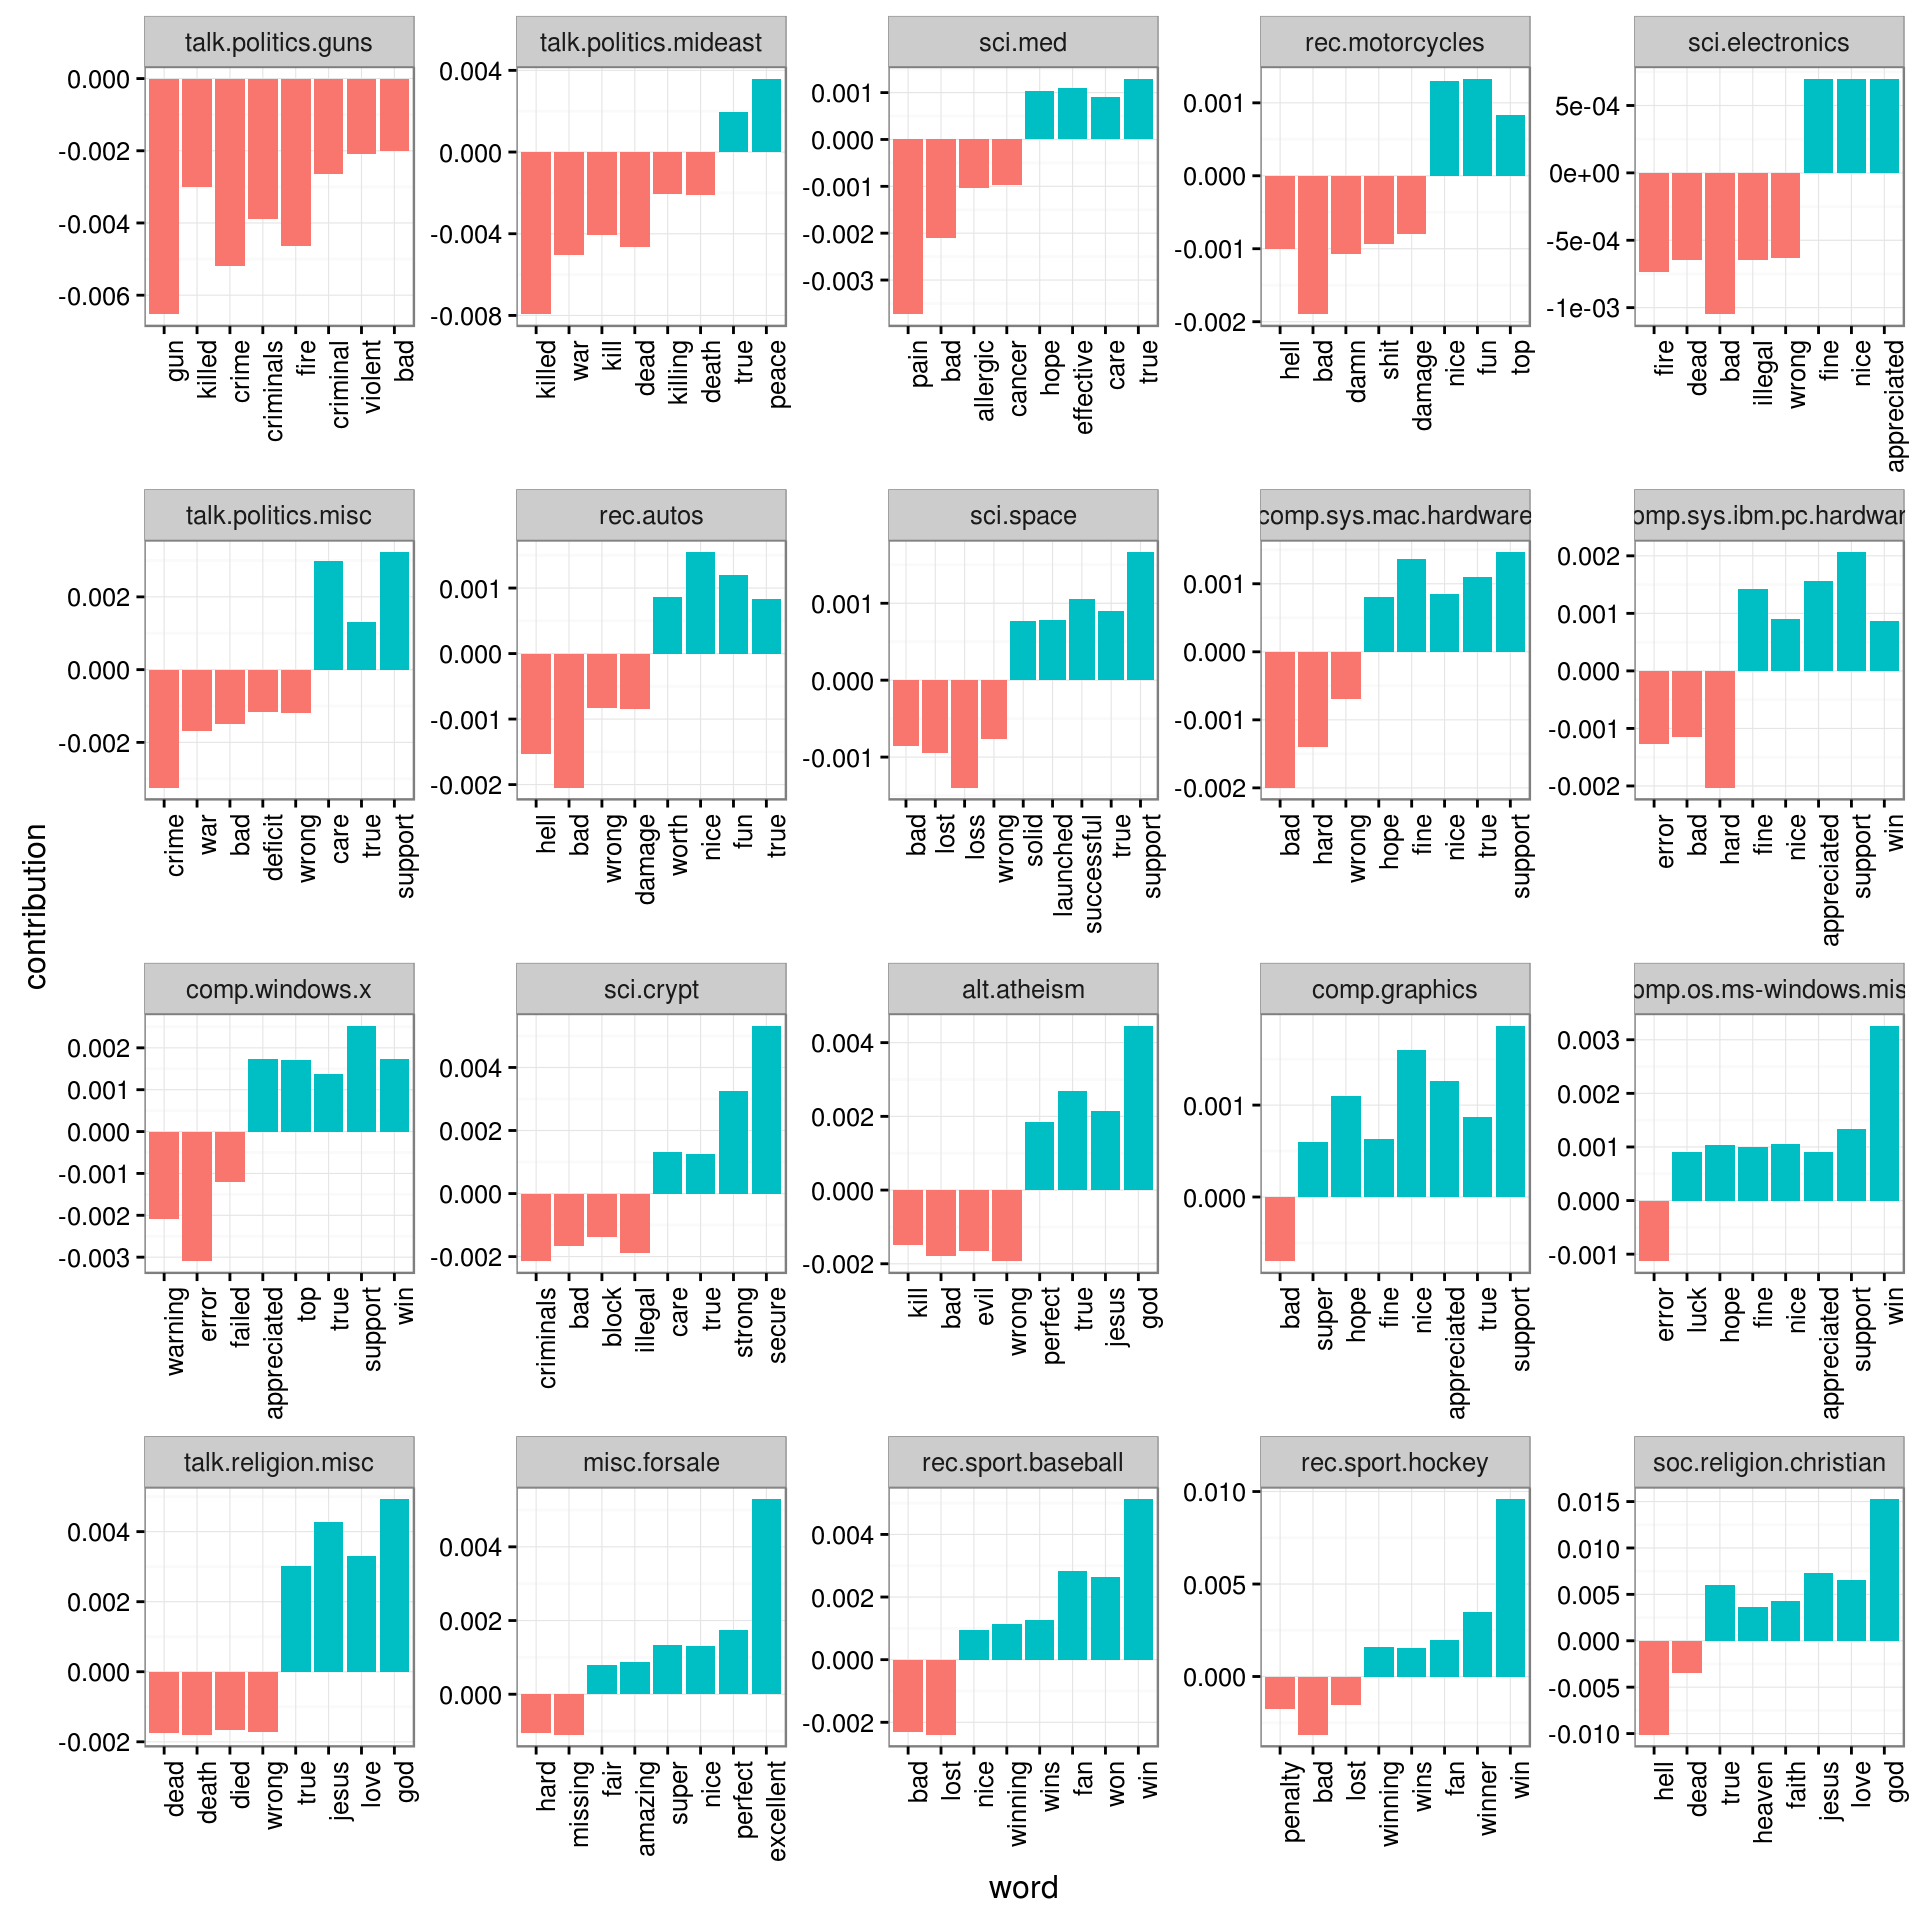 talk.politics.guns talk.politics.mideast sci.med rec.motorcycles sci.electronics
0.000 -0.002 -0.004 -0.006
0.004 0.000 -0.004 -0.008
0.001 0.000 -0.001 -0.002 -0.003
0.001 0.000 -0.001 -0.002
5e-04 0e+00 -5e-04 -1e-03
gun killed crime criminals fire criminal violent bad
killed war kill dead killing death true peace
pain bad allergic cancer hope effective care true
hell bad damn shit damage nice fun top
fire dead bad illegal wrong fine nice appreciated
talk.politics.misc rec.autos sci.space comp.sys.mac.hardware omp.sys.ibm.pc.hardwar
0.002 0.000 -0.002
0.001 0.000 -0.001 -0.002
0.001 0.000 -0.001
0.001 0.000 -0.001 -0.002
0.002 0.001 0.000 -0.001 -0.002
crime war bad deficit wrong care true support
hell bad wrong damage worth nice fun true
bad lost loss wrong solid launched successful true support
bad hard wrong hope fine nice true support
error bad hard fine nice appreciated support win
contribution
comp.windows.x sci.crypt alt.atheism comp.graphics omp.os.ms-windows.mis
0.002 0.001 0.000 -0.001 -0.002 -0.003
0.004 0.002 0.000 -0.002
0.004 0.002 0.000 -0.002
0.001 0.000
0.003 0.002 0.001 0.000 -0.001
warning error failed appreciated top true support win
criminals bad block illegal care true strong secure
kill bad evil wrong perfect true jesus god
bad super hope fine nice appreciated true support
error luck hope fine nice appreciated support win
talk.religion.misc misc.forsale rec.sport.baseball rec.sport.hockey soc.religion.christian
0.004 0.002 0.000 -0.002
0.004 0.002 0.000
0.004 0.002 0.000 -0.002
0.010 0.005 0.000
0.015 0.010 0.005 0.000 -0.005 -0.010
dead death died wrong true jesus love god
hard missing fair amazing super nice perfect excellent
bad lost nice winning wins fan won win
penalty bad lost winning wins fan winner win
hell dead true heaven faith jesus love god
word